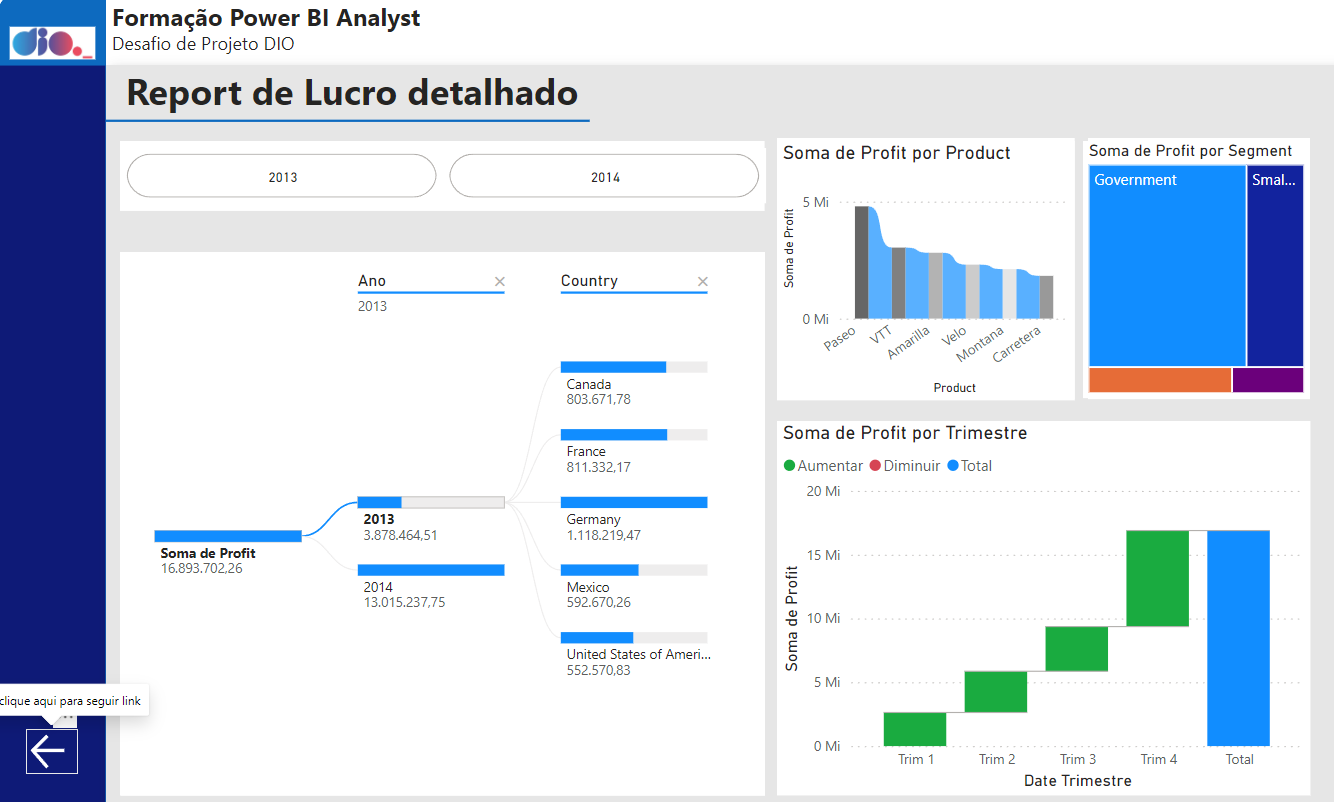 dio.
Formação Power BI Analyst
Desafio de Projeto DIO
Report de Lucro detalhado
2013
2014
Ano
2013
Country
Soma de Profit
16.893.702,26
2013
3.878.464,51
2014
13.015.237,75
Canada
803.671,78
France
811.332,17
Germany
1.118.219,47
Mexico
592.670,26
United States of Ameri...
552.570,83
Soma de Profit por Product
Soma de Profit
5 Mi
0 Mi
Paseo
VTT
Amarilla
Velo
Montana
Carretera
Product
Soma de Profit por Segment
Government
Smal...
Soma de Profit por Trimestre
Aumentar
Diminuir
Total
Soma de Profit
20 Mi
15 Mi
10 Mi
5 Mi
0 Mi
Trim 1
Trim 2
Trim 3
Trim 4
Total
Date Trimestre
clique aqui para seguir link